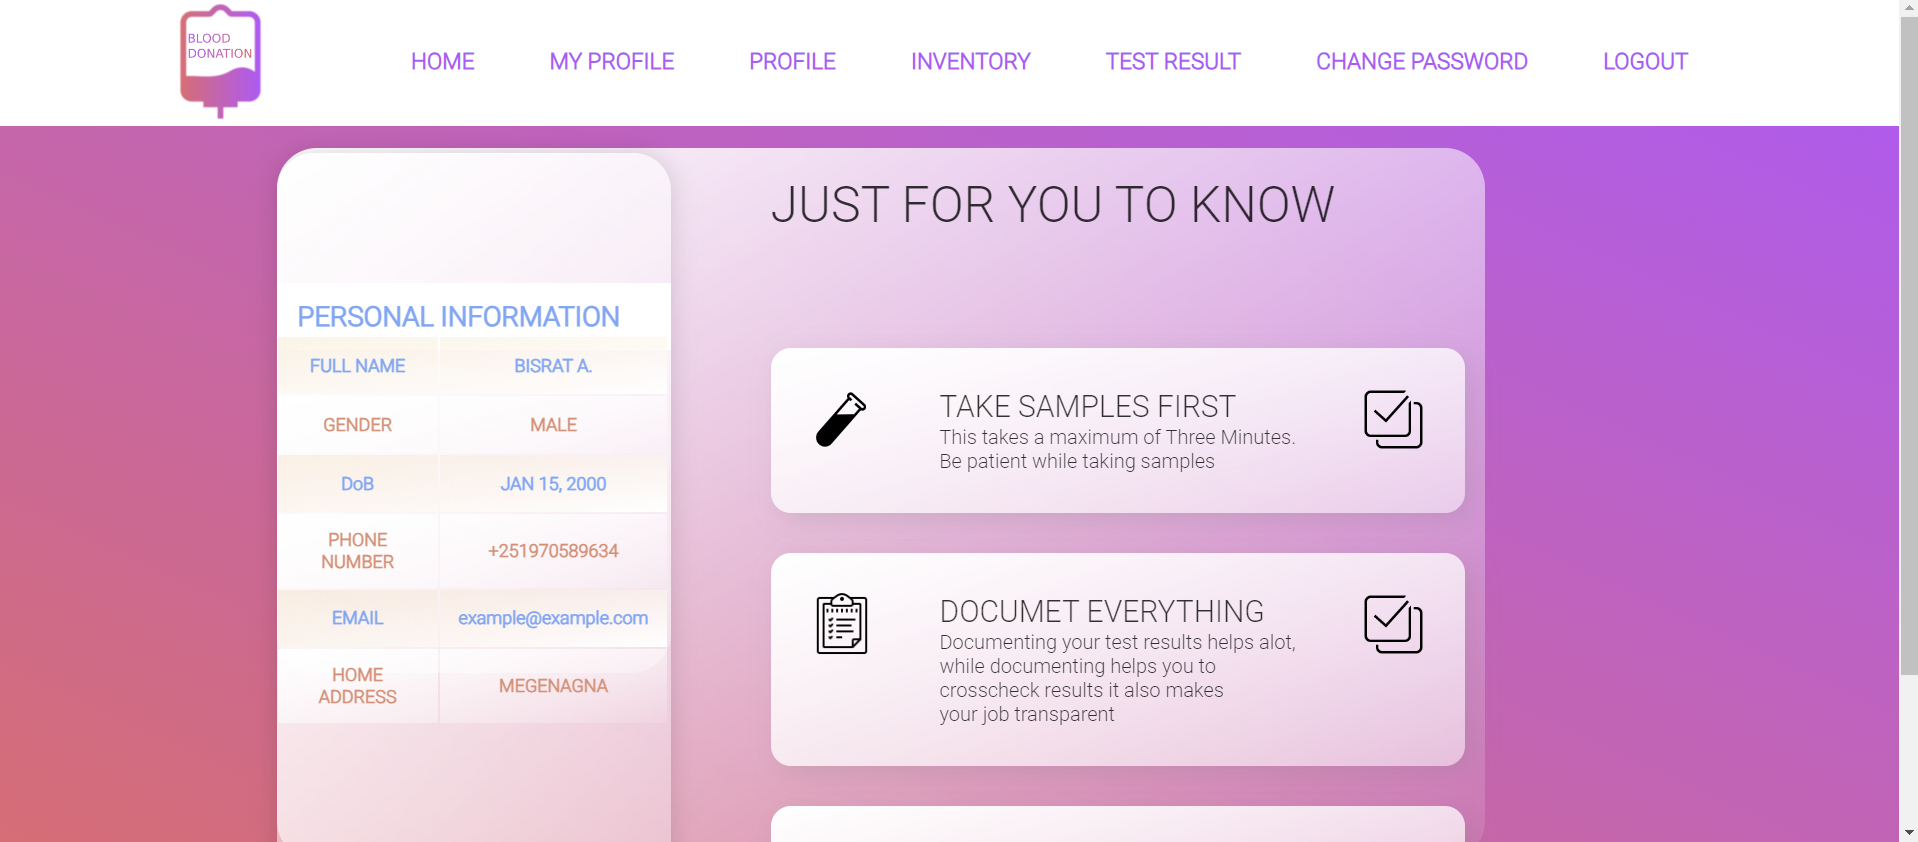 BLOOD
DONATION
HOME
MY PROFILE
PROFILE
INVENTORY
TEST RESULT
CHANGE PASSWORD
LOGOUT
PERSONAL INFORMATION
FULL NAME BISRAT A.
GENDER MALE
DoB JAN 15, 2000
PHONE
NUMBER
+251970589634
EMAIL example@example.com
HOME
ADDRESS
MEGENAGNA
JUST FOR YOU TO KNOW
TAKE SAMPLES FIRST
This takes a maximum of Three Minutes.
Be patient while taking samples
DOCUMET EVERYTHING
Documenting your test results helps alot,
while documenting helps you to
crosscheck results it also makes
your job transparent